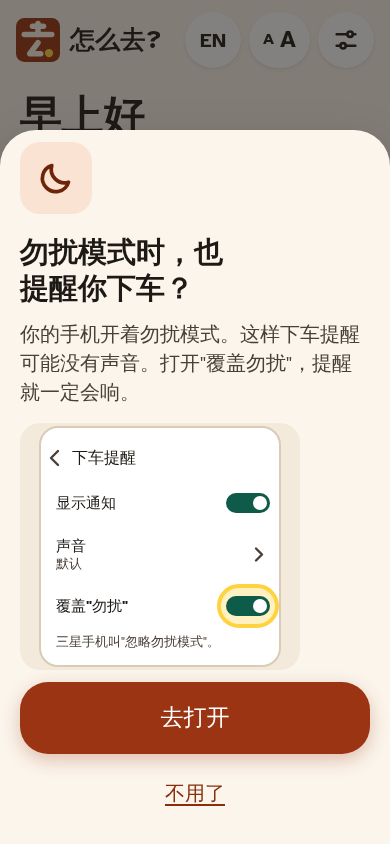 怎么去?
EN
A A
早上好
勿扰模式时，也
提醒你下车？
你的手机开着勿扰模式。这样下车提醒
可能没有声音。打开"覆盖勿扰"，提醒
就一定会响。
下车提醒
显示通知
声音
默认
覆盖"勿扰"
三星手机叫"忽略勿扰模式"。
去打开
不用了